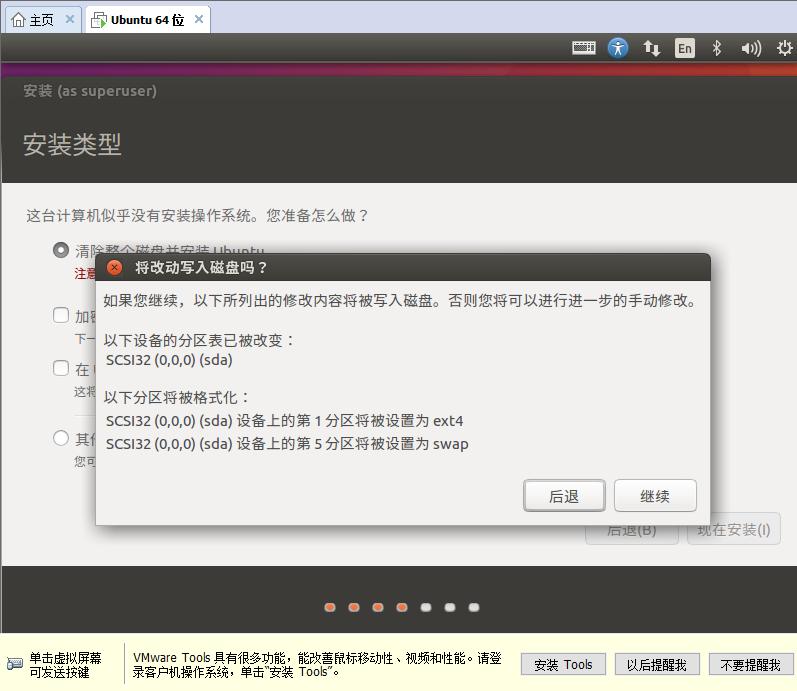 主页
Ubuntu 64 位
En
安装 (as superuser)
安装类型
这台计算机似乎没有安装操作系统。您准备怎么做？
清除整个磁盘并安装 Ubuntu
注意
将改动写入磁盘吗？
如果您继续，以下所列出的修改内容将被写入磁盘。否则您将可以进行进一步的手动修改。
加密
下一
以下设备的分区表已被改变：
SCSI32 (0,0,0) (sda)
在
这将
以下分区将被格式化：
SCSI32 (0,0,0) (sda) 设备上的第 1 分区将被设置为 ext4
其他
SCSI32 (0,0,0) (sda) 设备上的第 5 分区将被设置为 swap
您可
后退
继续
后退(B)
现在安装(I)
单击虚拟屏幕
可发送按键
VMware Tools 具有很多功能，能改善鼠标移动性、视频和性能。请登
录客户机操作系统，单击“安装 Tools”。
安装 Tools
以后提醒我
不要提醒我